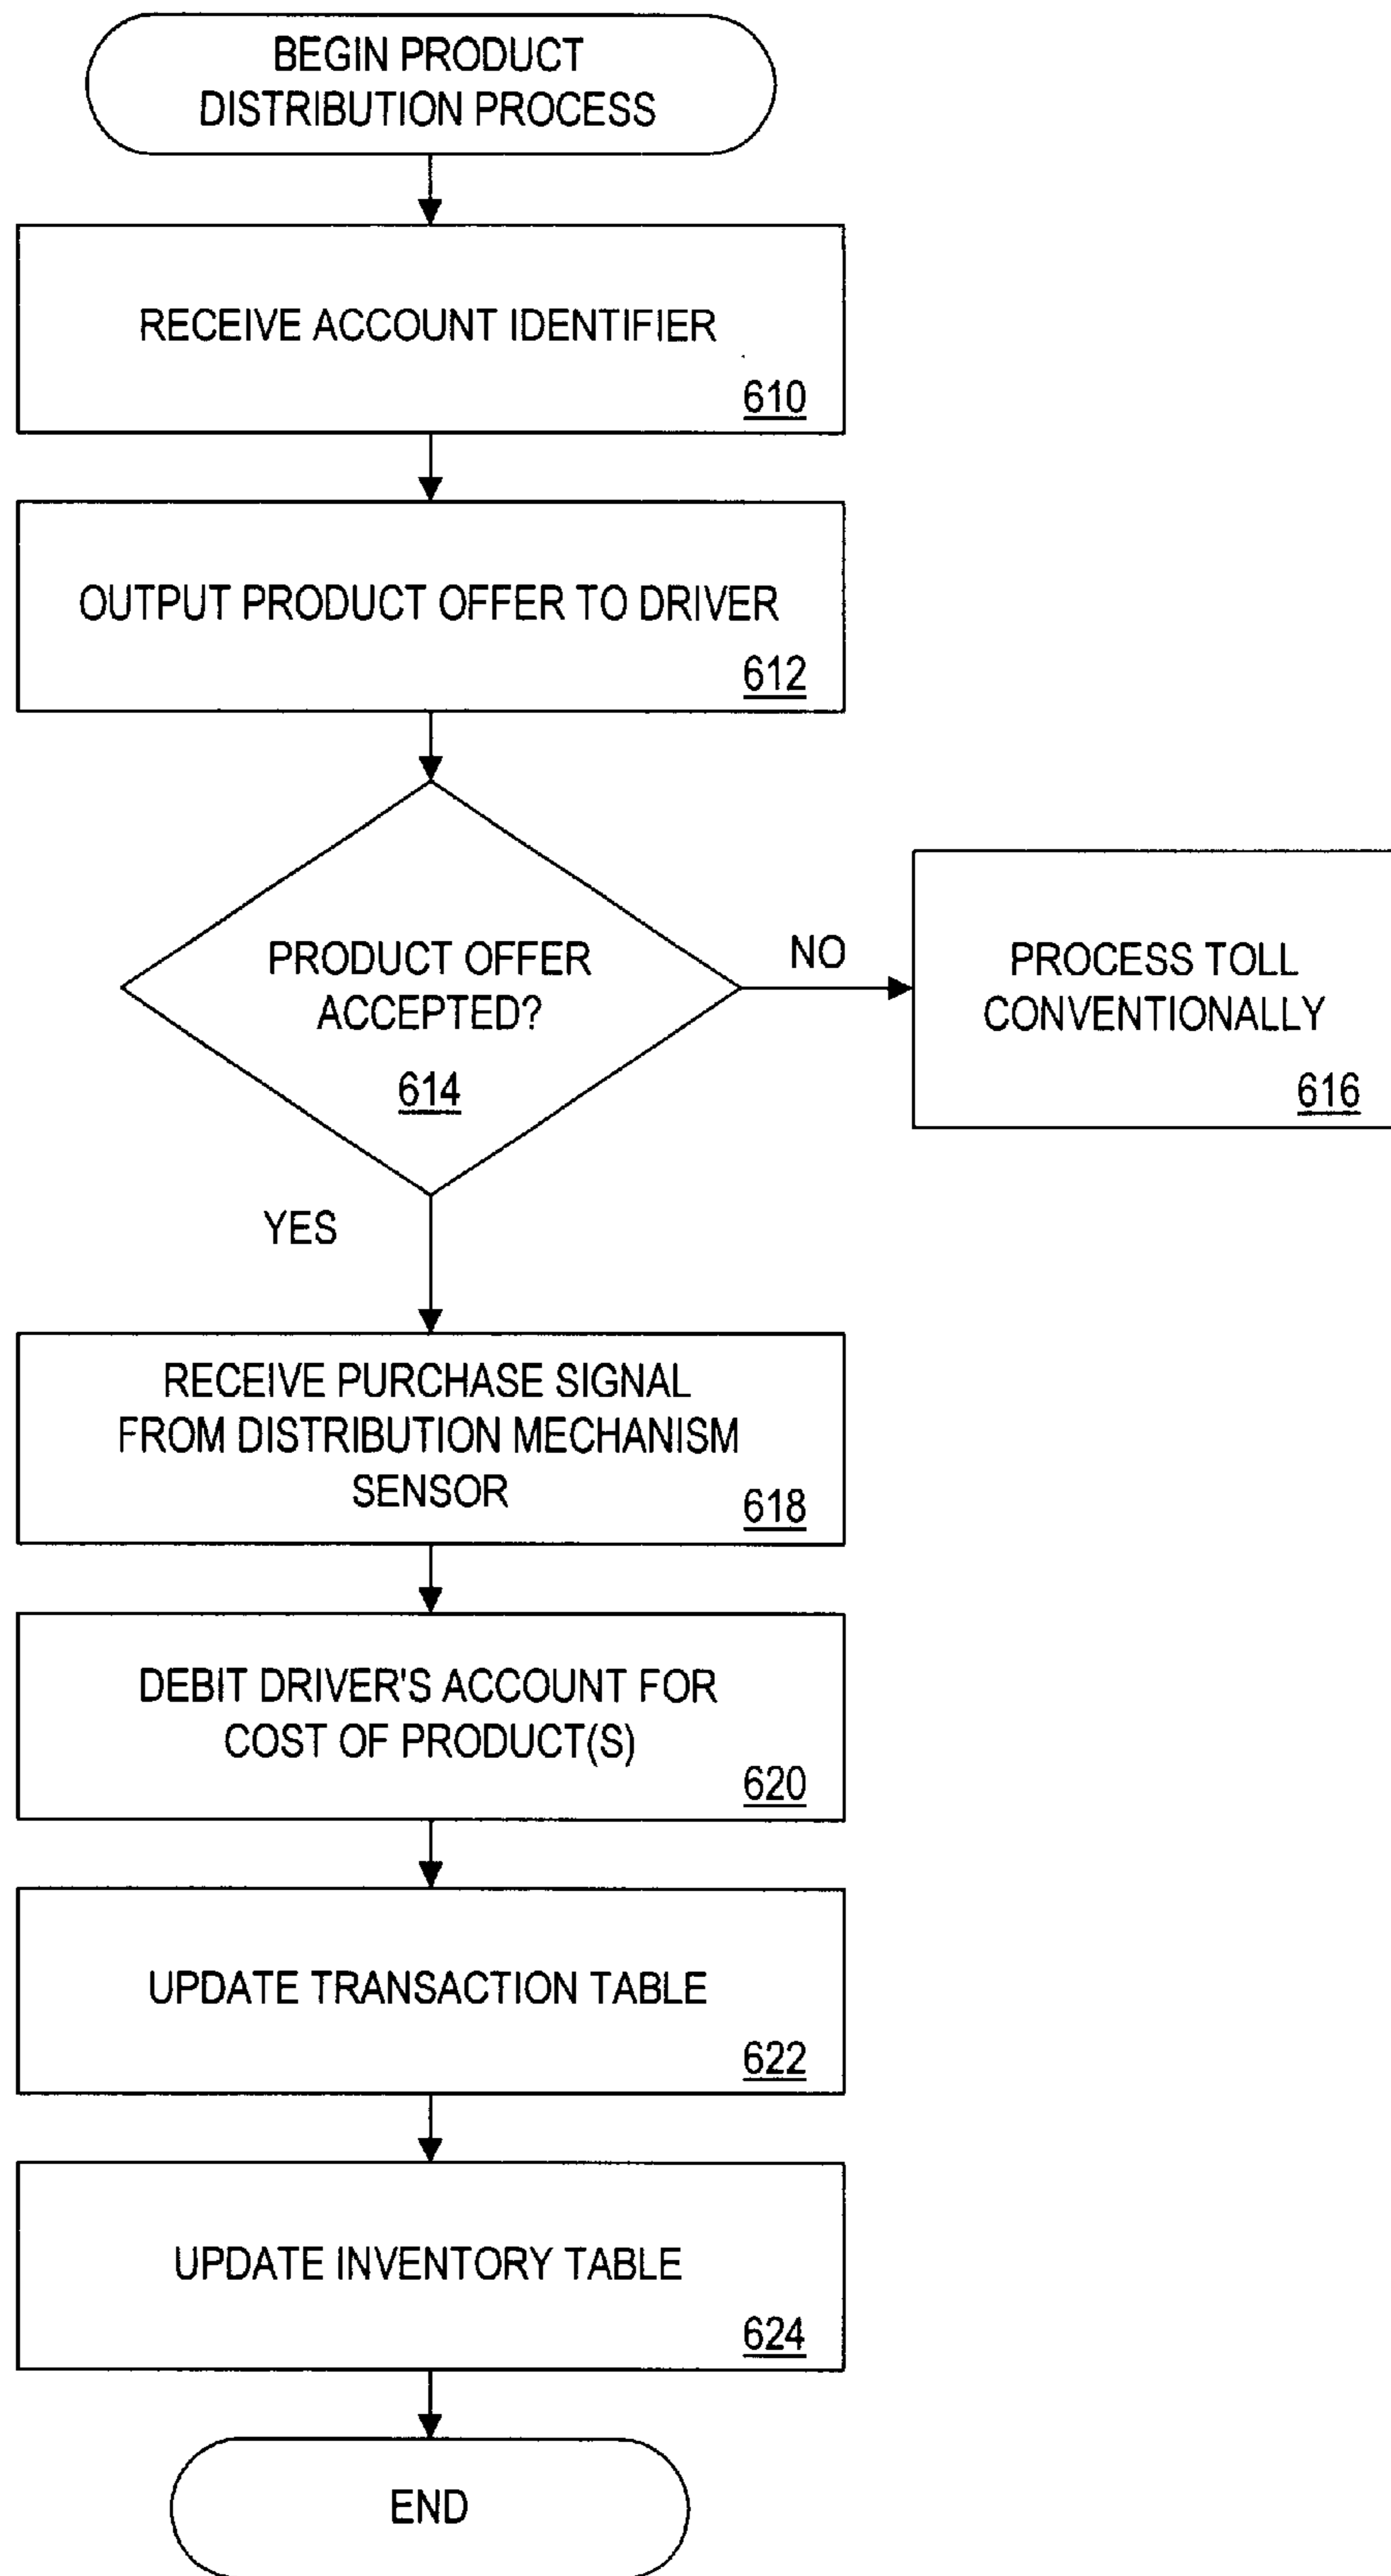 BEGIN PRODUCT
DISTRIBUTION PROCESS
RECEIVE ACCOUNT IDENTIFIER
610
OUTPUT PRODUCT OFFER TO DRIVER
612
PRODUCT OFFER
ACCEPTED?
614
NO
PROCESS TOLL
CONVENTIONALLY
616
YES
RECEIVE PURCHASE SIGNAL
FROM DISTRIBUTION MECHANISM
SENSOR
618
DEBIT DRIVER'S ACCOUNT FOR
COST OF PRODUCT(S)
620
UPDATE TRANSACTION TABLE
622
UPDATE INVENTORY TABLE
624
END